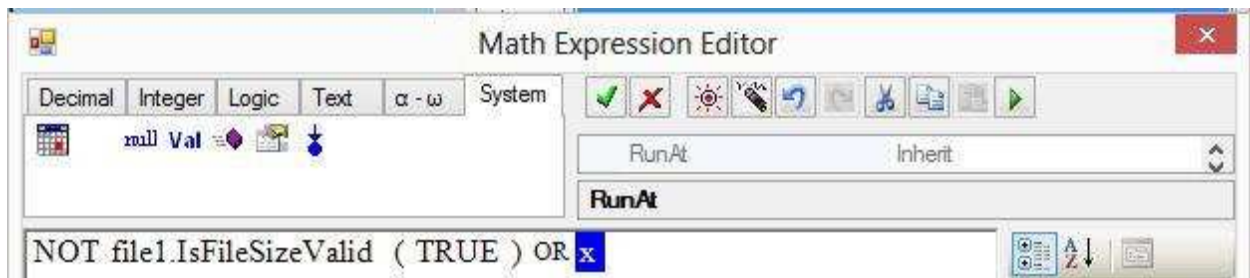 Math Expression Editor
Decimal Integer Logic Text α - ω System
null Val
RunAt Inherit
RunAt
NOT file1.IsFileSizeValid ( TRUE ) OR x